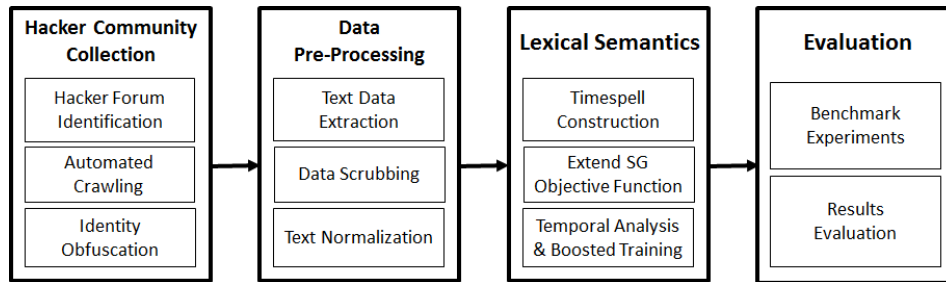 Hacker Community
Collection
Hacker Forum
Identification
Automated
Crawling
Identity
Obfuscation
Data
Pre-Processing
Text Data
Extraction
Data Scrubbing
Text Normalization
Lexical Semantics
Timespell
Construction
Extend SG
Objective Function
Temporal Analysis
& Boosted Training
Evaluation
Benchmark
Experiments
Results
Evaluation